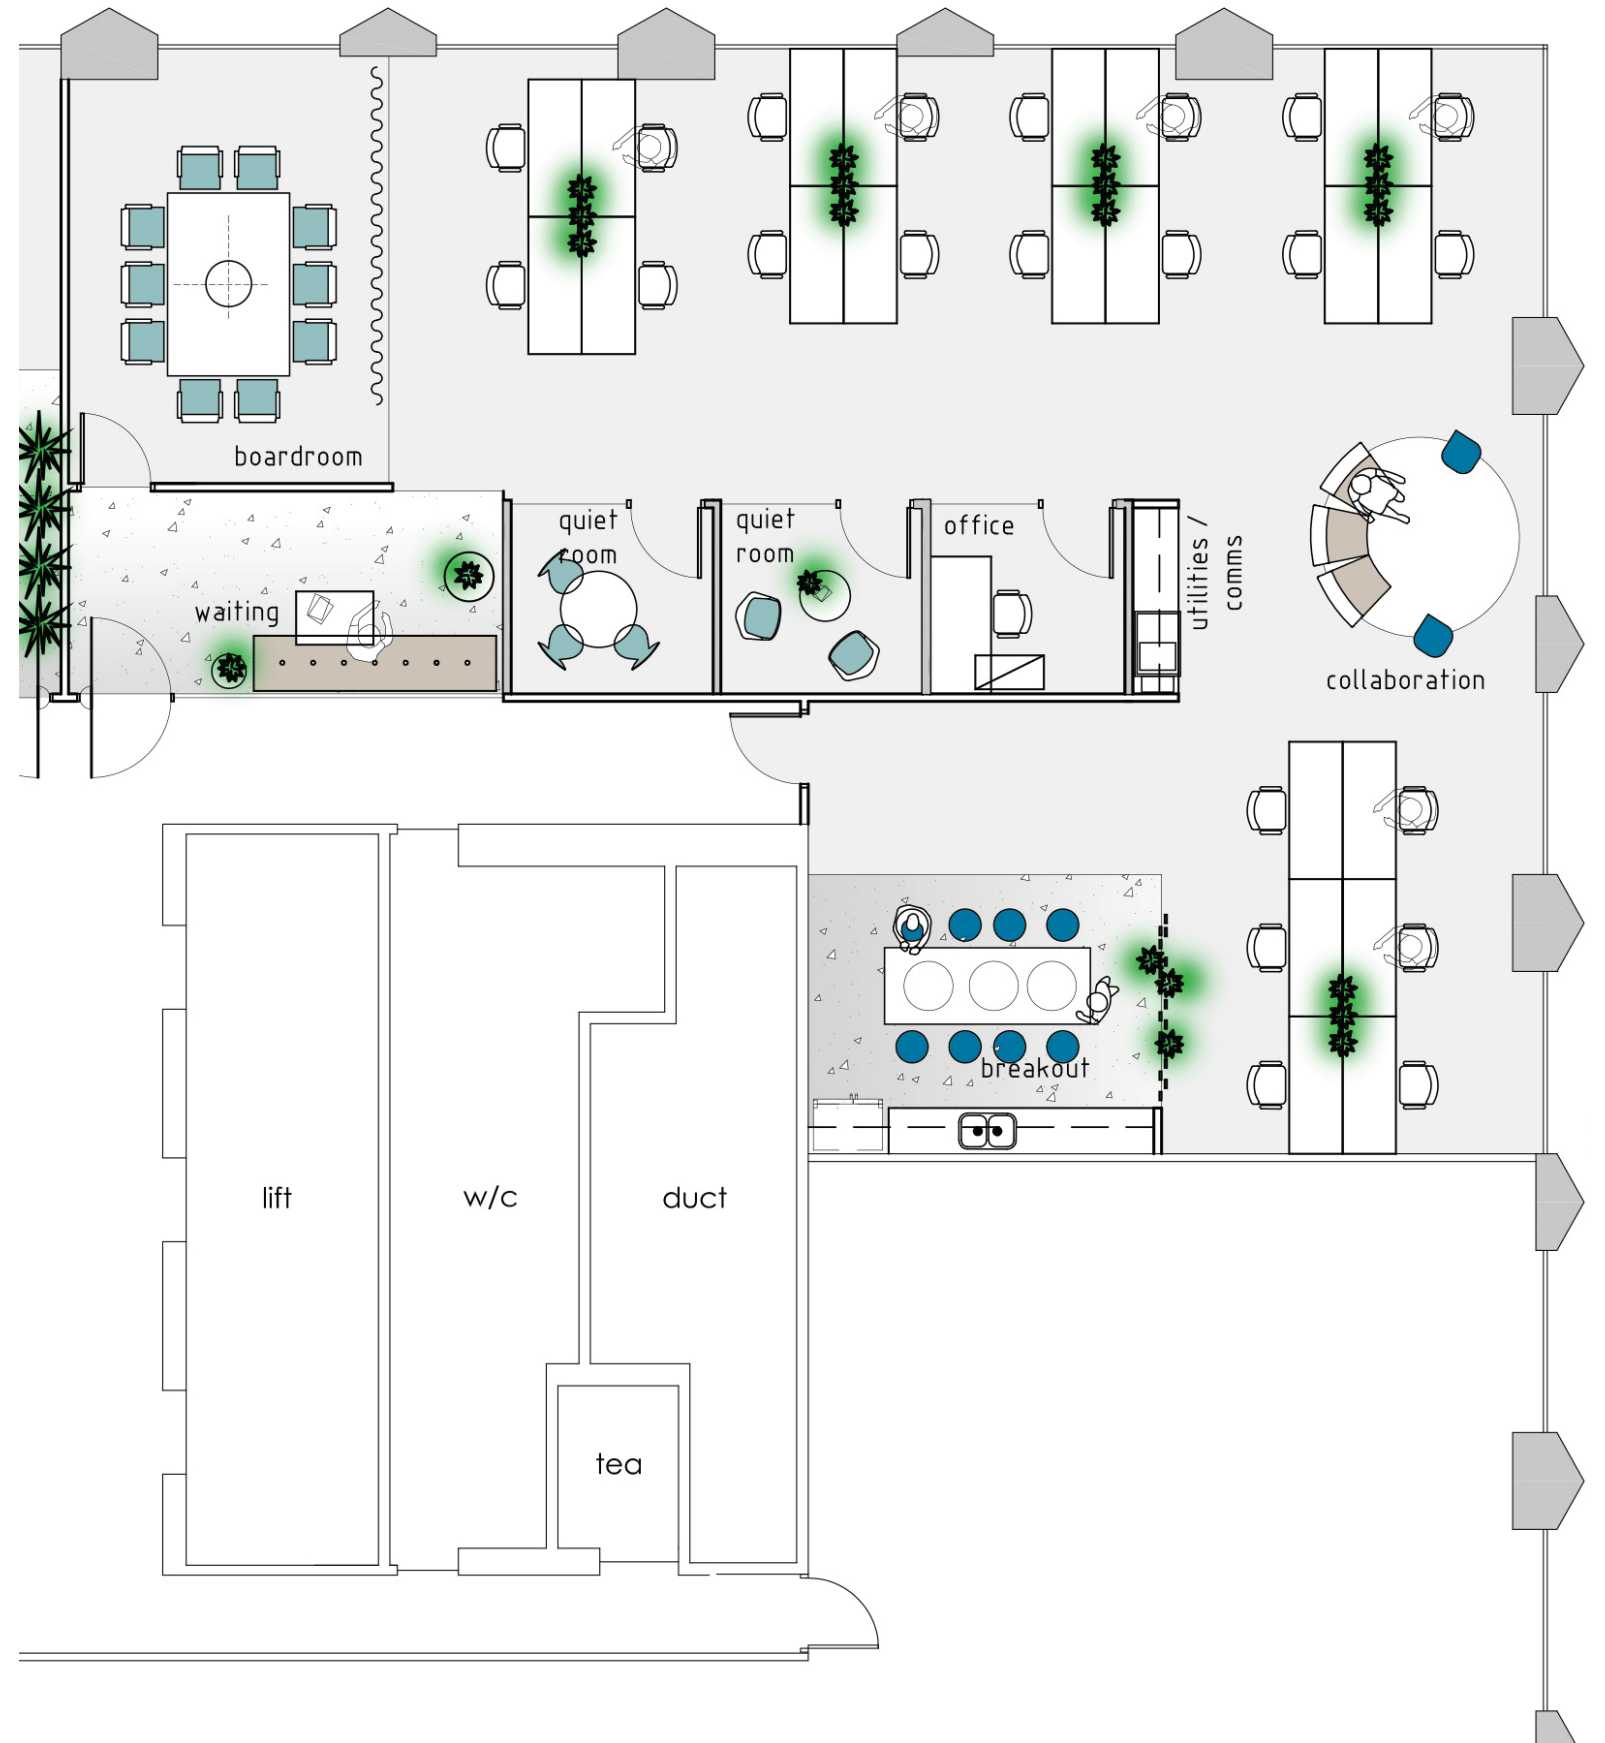 boardroom
quiet
room
quiet
room
office
utilities /
comms
waiting
collaboration
breakout
lift
w/c
duct
tea